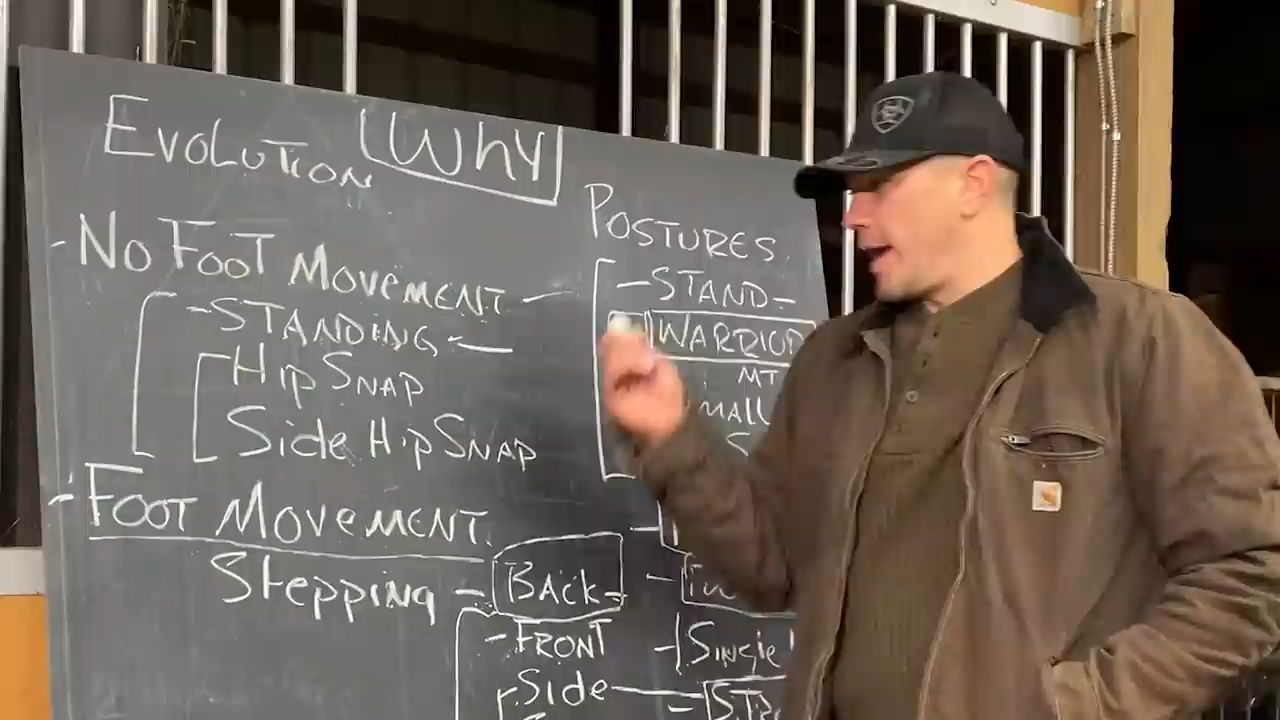 Evolution Why
- No Foot Movement -
- Standing -
Hip Snap
Side Hip Snap
- Foot Movement
Stepping - Back -
- Front
Side
Postures
- Stand -
Warrior
MT
Single